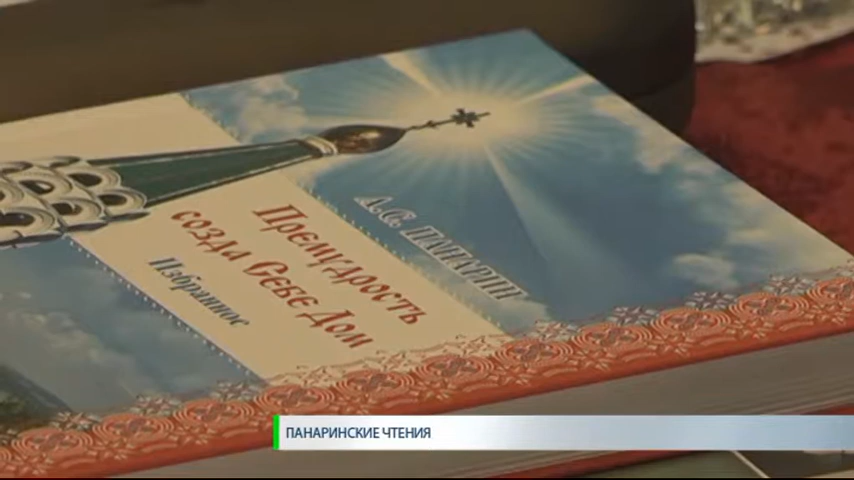 А.С. ПАНАРИН
Премудрость
созда Себе Дом
Избранное
ПАНАРИНСКИЕ ЧТЕНИЯ